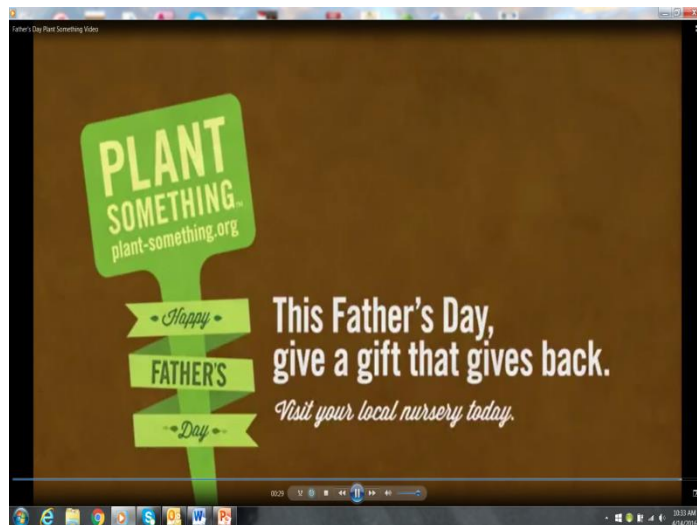 Father's Day Plant Something Video
PLANT
SOMETHING™
plant-something.org
Happy
FATHER'S
Day
This Father's Day,
give a gift that gives back.
Visit your local nursery today.
00:29
10:33 AM